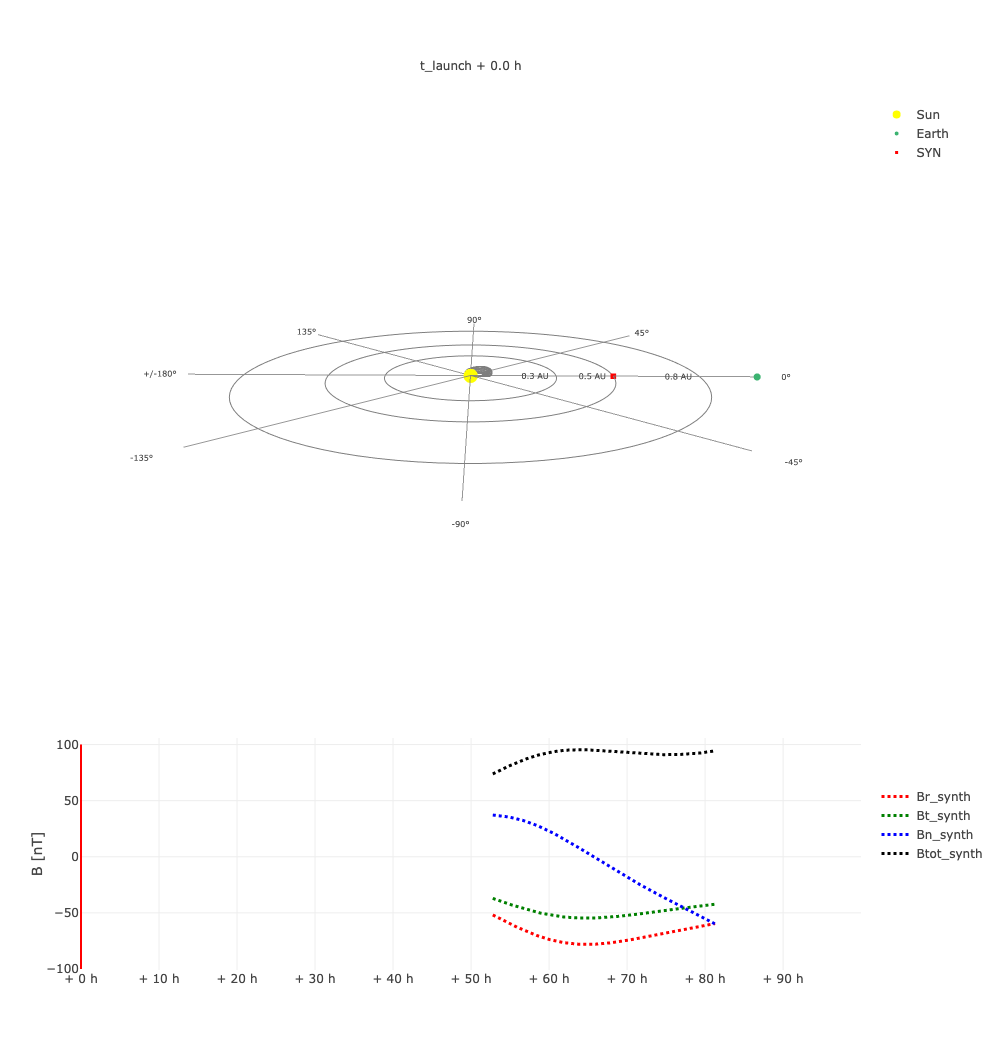 t_launch + 0.0 h
Sun
Earth
SYN
90°
135°
45°
+/-180°
0.3 AU
0.5 AU
0.8 AU
0°
-135°
-45°
-90°
100
50
0
−50
−100
B [nT]
+ 0 h
+ 10 h
+ 20 h
+ 30 h
+ 40 h
+ 50 h
+ 60 h
+ 70 h
+ 80 h
+ 90 h
Br_synth
Bt_synth
Bn_synth
Btot_synth